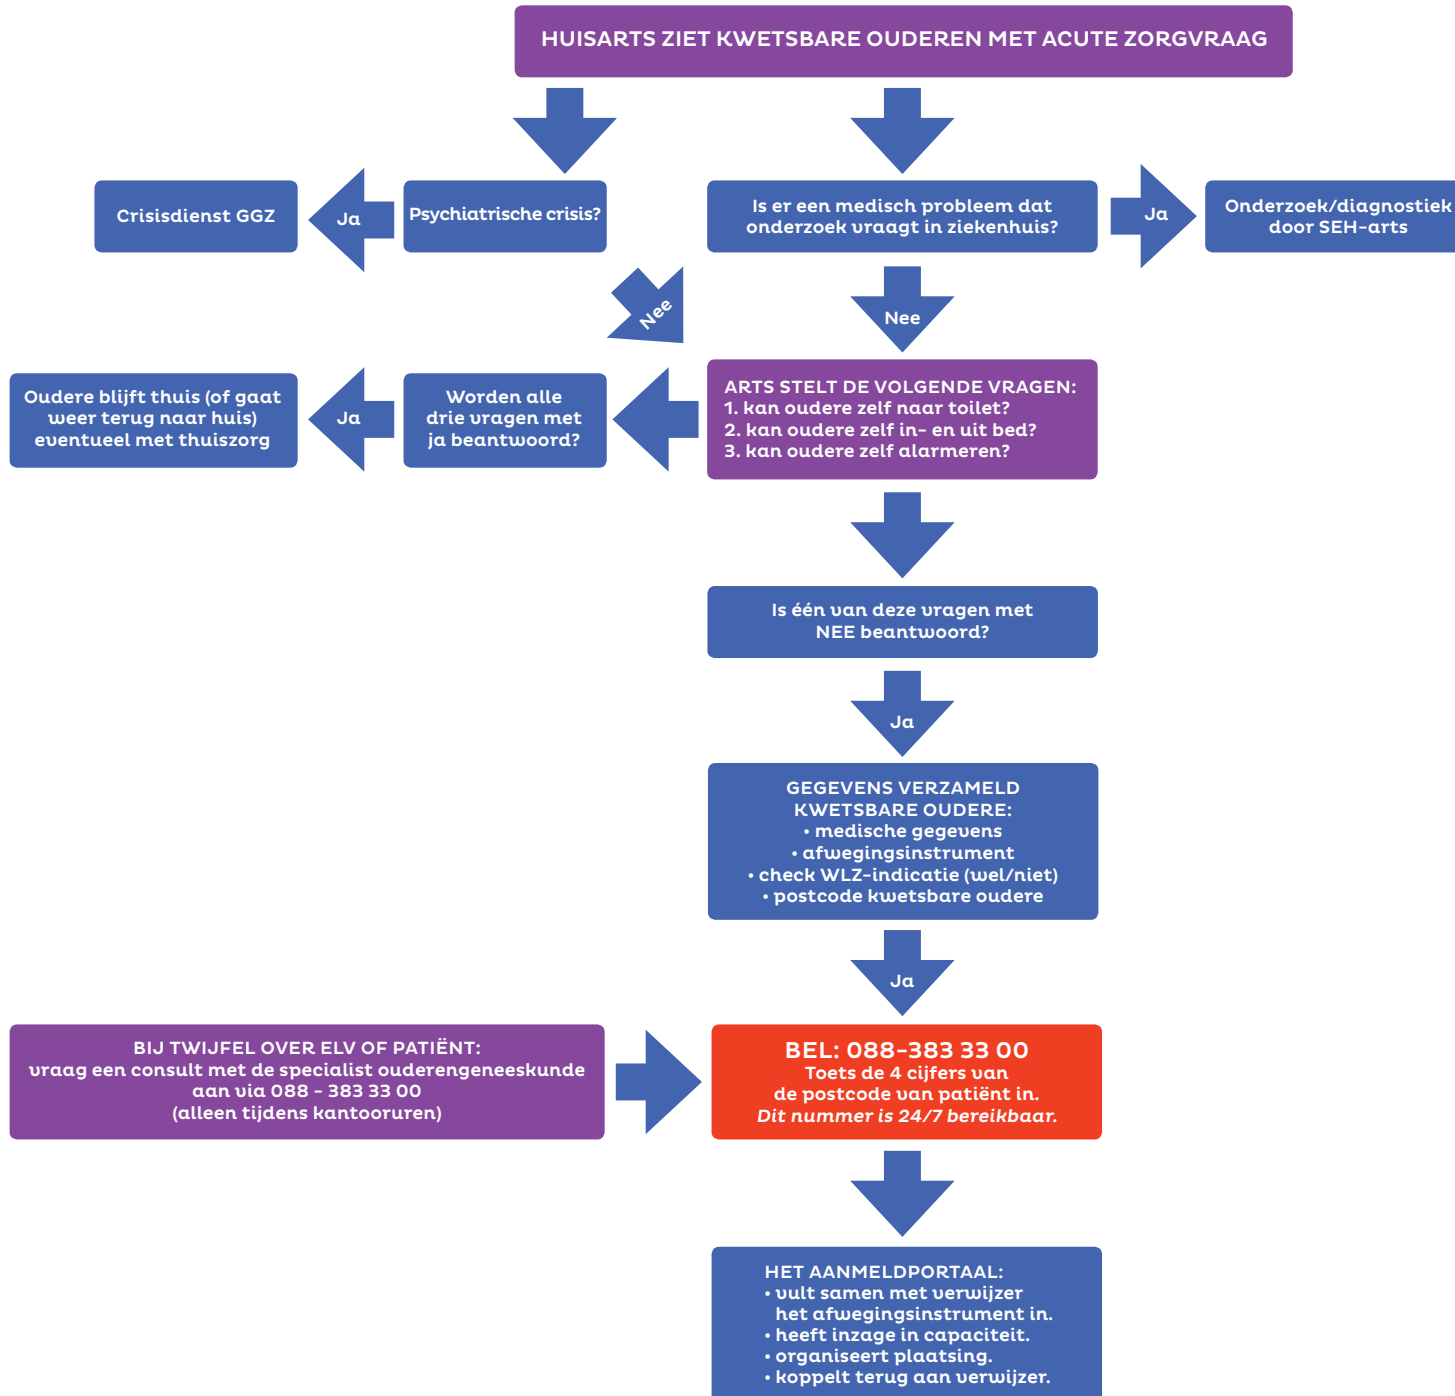 HUISARTS ZIET KWETSBARE OUDEREN MET ACUTE ZORGVRAAG
Crisisdienst GGZ
Ja
Psychiatrische crisis?
Is er een medisch probleem dat
onderzoek vraagt in ziekenhuis?
Ja
Onderzoek/diagnostiek
door SEH-arts
Nee
Nee
Oudere blijft thuis (of gaat
weer terug naar huis)
eventueel met thuiszorg
Ja
Worden alle
drie vragen met
ja beantwoord?
ARTS STELT DE VOLGENDE VRAGEN:
1. kan oudere zelf naar toilet?
2. kan oudere zelf in- en uit bed?
3. kan oudere zelf alarmeren?
Is één van deze vragen met
NEE beantwoord?
Ja
GEGEVENS VERZAMELD
KWETSBARE OUDERE:
• medische gegevens
• afwegingsinstrument
• check WLZ-indicatie (wel/niet)
• postcode kwetsbare oudere
Ja
BIJ TWIJFEL OVER ELV OF PATIËNT:
vraag een consult met de specialist ouderengeneeskunde
aan via 088 - 383 33 00
(alleen tijdens kantooruren)
BEL: 088-383 33 00
Toets de 4 cijfers van
de postcode van patiënt in.
Dit nummer is 24/7 bereikbaar.
HET AANMELDPORTAAL:
• vult samen met verwijzer
het afwegingsinstrument in.
• heeft inzage in capaciteit.
• organiseert plaatsing.
• koppelt terug aan verwijzer.